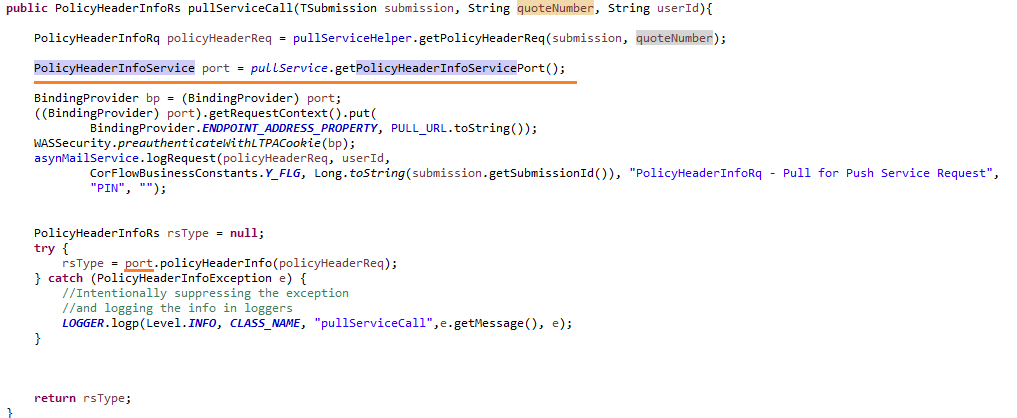 public PolicyHeaderInfoRs pullServiceCall(TSubmission submission, String quoteNumber, String userId){
PolicyHeaderInfoRq policyHeaderReq = pullServiceHelper.getPolicyHeaderReq(submission, quoteNumber);
PolicyHeaderInfoService port = pullService.getPolicyHeaderInfoServicePort();
BindingProvider bp = (BindingProvider) port;
((BindingProvider) port).getRequestContext().put(
BindingProvider.ENDPOINT_ADDRESS_PROPERTY, PULL_URL.toString());
WASSecurity.preauthenticateWithLTPACookie(bp);
asynMailService.logRequest(policyHeaderReq, userId,
CorFlowBusinessConstants.Y_FLG, Long.toString(submission.getSubmissionId()), "PolicyHeaderInfoRq - Pull for Push Service Request",
"PIN", "");
PolicyHeaderInfoRs rsType = null;
try {
rsType = port.policyHeaderInfo(policyHeaderReq);
} catch (PolicyHeaderInfoException e) {
//Intentionally suppressing the exception
//and logging the info in loggers
LOGGER.logp(Level.INFO, CLASS_NAME, "pullServiceCall",e.getMessage(), e);
}
return rsType;
}